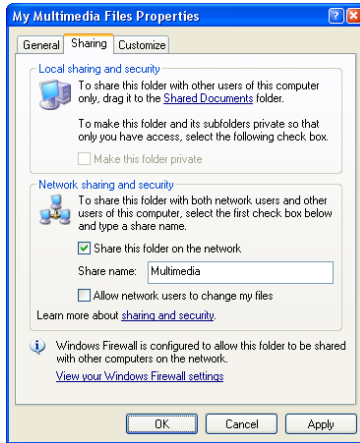 My Multimedia Files Properties
General Sharing Customize
Local sharing and security
To share this folder with other users of this computer
only, drag it to the Shared Documents folder.
To make this folder and its subfolders private so that
only you have access, select the following check box.
Make this folder private
Network sharing and security
To share this folder with both network users and other
users of this computer, select the first check box below
and type a share name.
Share this folder on the network
Share name: Multimedia
Allow network users to change my files
Learn more about sharing and security.
Windows Firewall is configured to allow this folder to be shared
with other computers on the network.
View your Windows Firewall settings
OK Cancel Apply